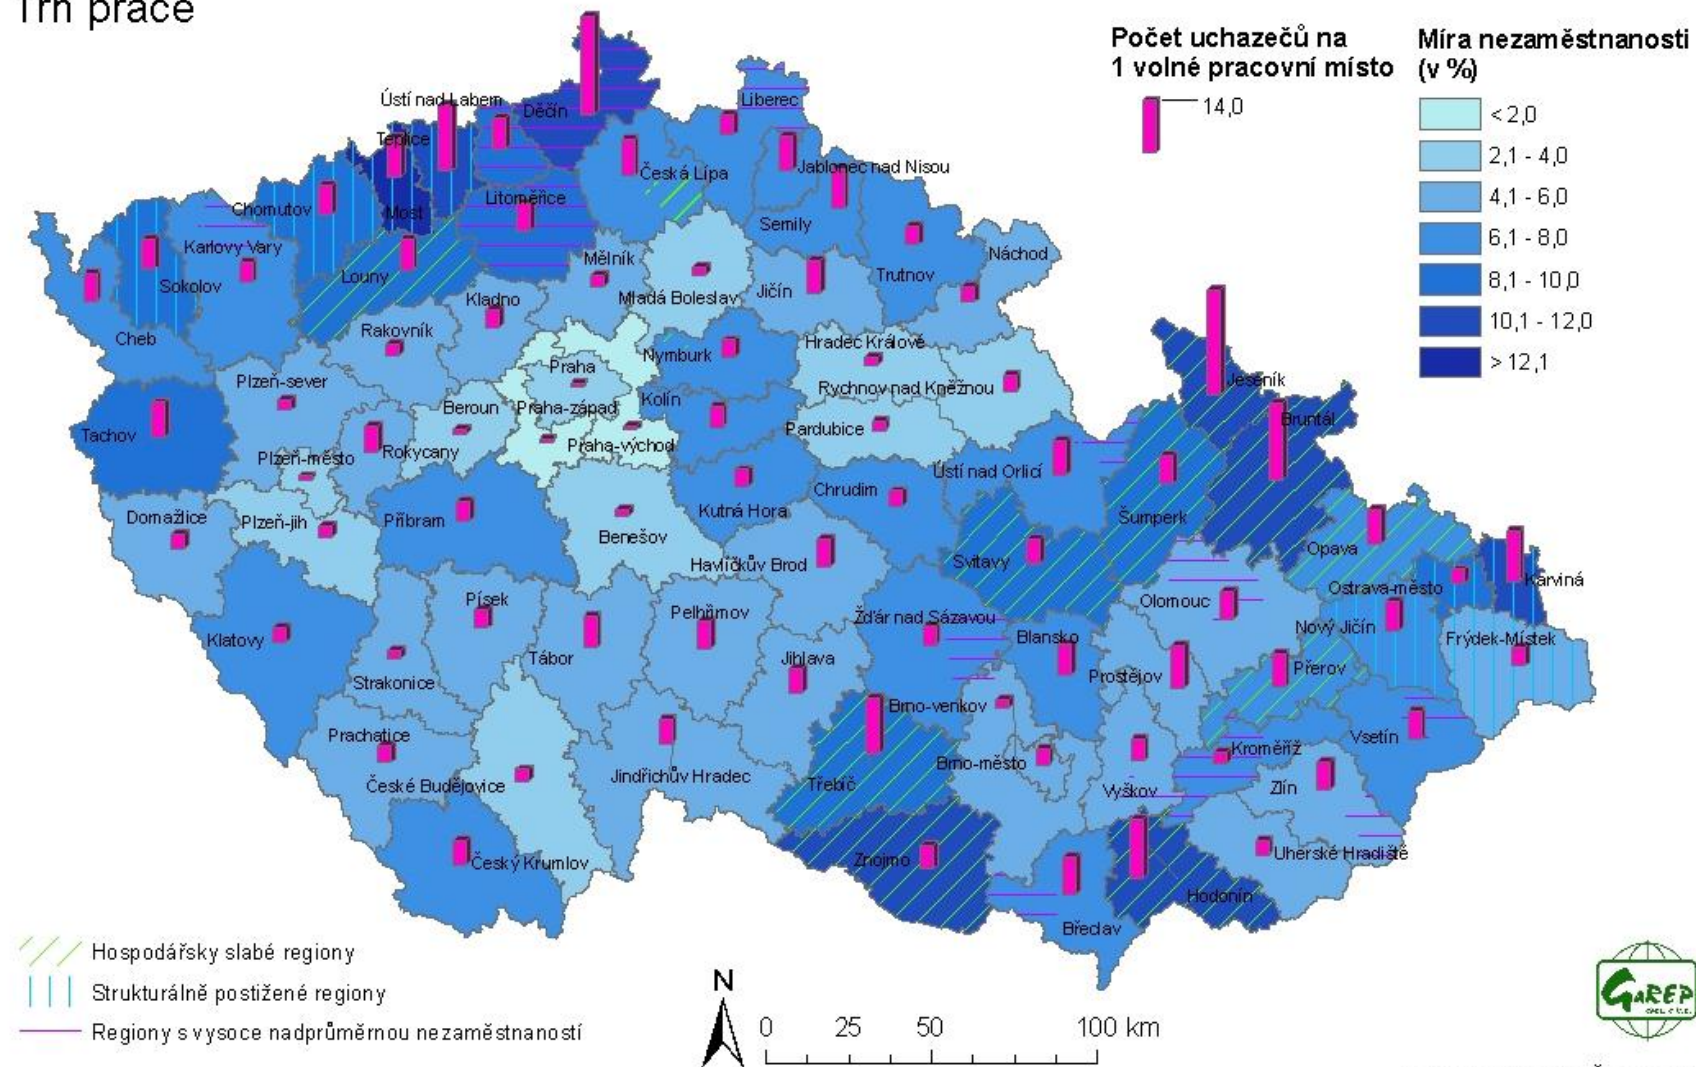 Trh práce
Počet uchazečů na
1 volné pracovní místo
14,0
Míra nezaměstnanosti
(v %)
< 2,0
2,1 - 4,0
4,1 - 6,0
6,1 - 8,0
8,1 - 10,0
10,1 - 12,0
> 12,1
Ústí nad Labem
Děčín
Liberec
Teplice
Česká Lípa
Jablonec nad Nisou
Chomutov
Most
Litoměřice
Semily
Karlovy Vary
Sokolov
Louny
Mělník
Mladá Boleslav
Jičín
Trutnov
Náchod
Cheb
Kladno
Rakovník
Nymburk
Hradec Králové
Praha
Plzeň-sever
Rychnov nad Kněžnou
Kolín
Beroun
Praha-západ
Tachov
Pardubice
Praha-východ
Rokycany
Plzeň-město
Jeseník
Bruntál
Ústí nad Orlicí
Chrudim
Kutná Hora
Domažlice
Plzeň-jih
Příbram
Benešov
Šumperk
Havlíčkův Brod
Svitavy
Opava
Ostrava-město
Karviná
Písek
Pelhřimov
Olomouc
Žďár nad Sázavou
Nový Jičín
Frýdek-Místek
Klatovy
Blansko
Tábor
Jihlava
Strakonice
Prostějov
Přerov
Brno-venkov
Prachatice
Kroměříž
Vsetín
Brno-město
České Budějovice
Jindřichův Hradec
Třebíč
Vyškov
Zlín
Český Krumlov
Znojmo
Uherské Hradiště
Hodonín
Břeclav
Hospodářsky slabé regiony
Strukturálně postižené regiony
Regiony s vysoce nadprůměrnou nezaměstnaností
N
0 25 50 100 km
GaREP